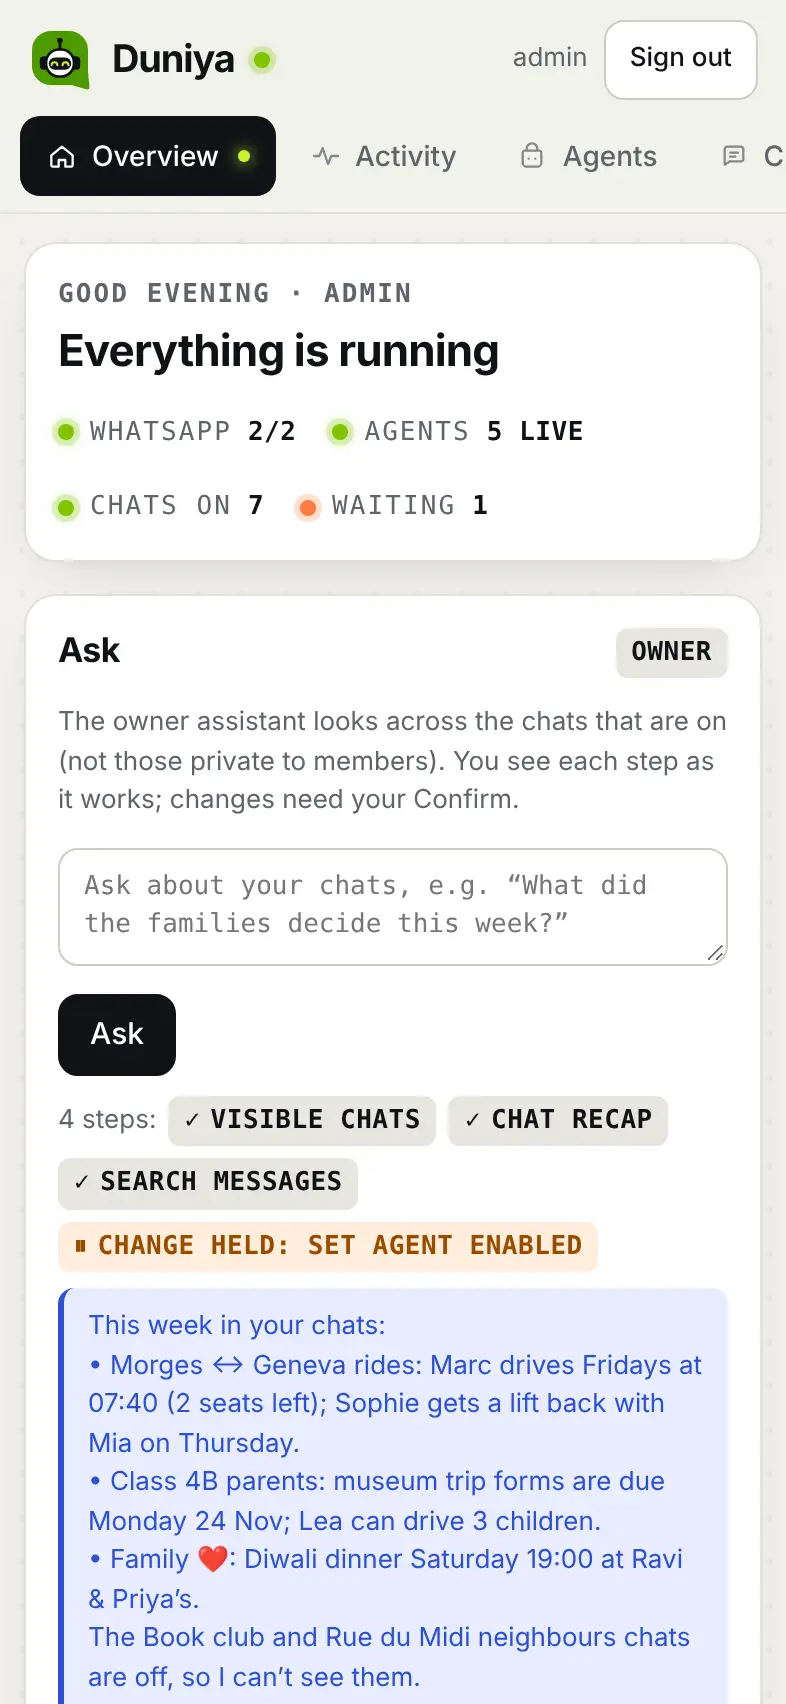 Duniya
admin
Sign out
Overview
Activity
Agents
C
GOOD EVENING · ADMIN
Everything is running
WHATSAPP 2/2
AGENTS 5 LIVE
CHATS ON 7
WAITING 1
Ask
OWNER
The owner assistant looks across the chats that are on
(not those private to members). You see each step as
it works; changes need your Confirm.
Ask about your chats, e.g. “What did
the families decide this week?”
Ask
4 steps: ✓ VISIBLE CHATS ✓ CHAT RECAP
✓ SEARCH MESSAGES
⏸ CHANGE HELD: SET AGENT ENABLED
This week in your chats:
• Morges ↔ Geneva rides: Marc drives Fridays at
07:40 (2 seats left); Sophie gets a lift back with
Mia on Thursday.
• Class 4B parents: museum trip forms are due
Monday 24 Nov; Lea can drive 3 children.
• Family ❤️: Diwali dinner Saturday 19:00 at Ravi
& Priya’s.
The Book club and Rue du Midi neighbours chats
are off, so I can’t see them.